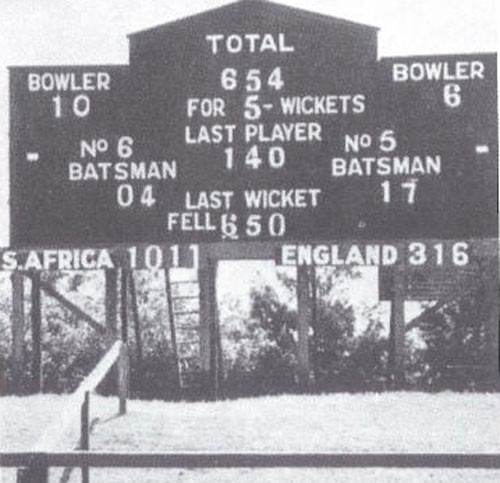 TOTAL
654
FOR 5- WICKETS
LAST PLAYER
140
LAST WICKET
FELL 650
BOWLER
10
- No 6
BATSMAN
04
BOWLER
6
No 5 -
BATSMAN
17
S. AFRICA 1011
ENGLAND 316